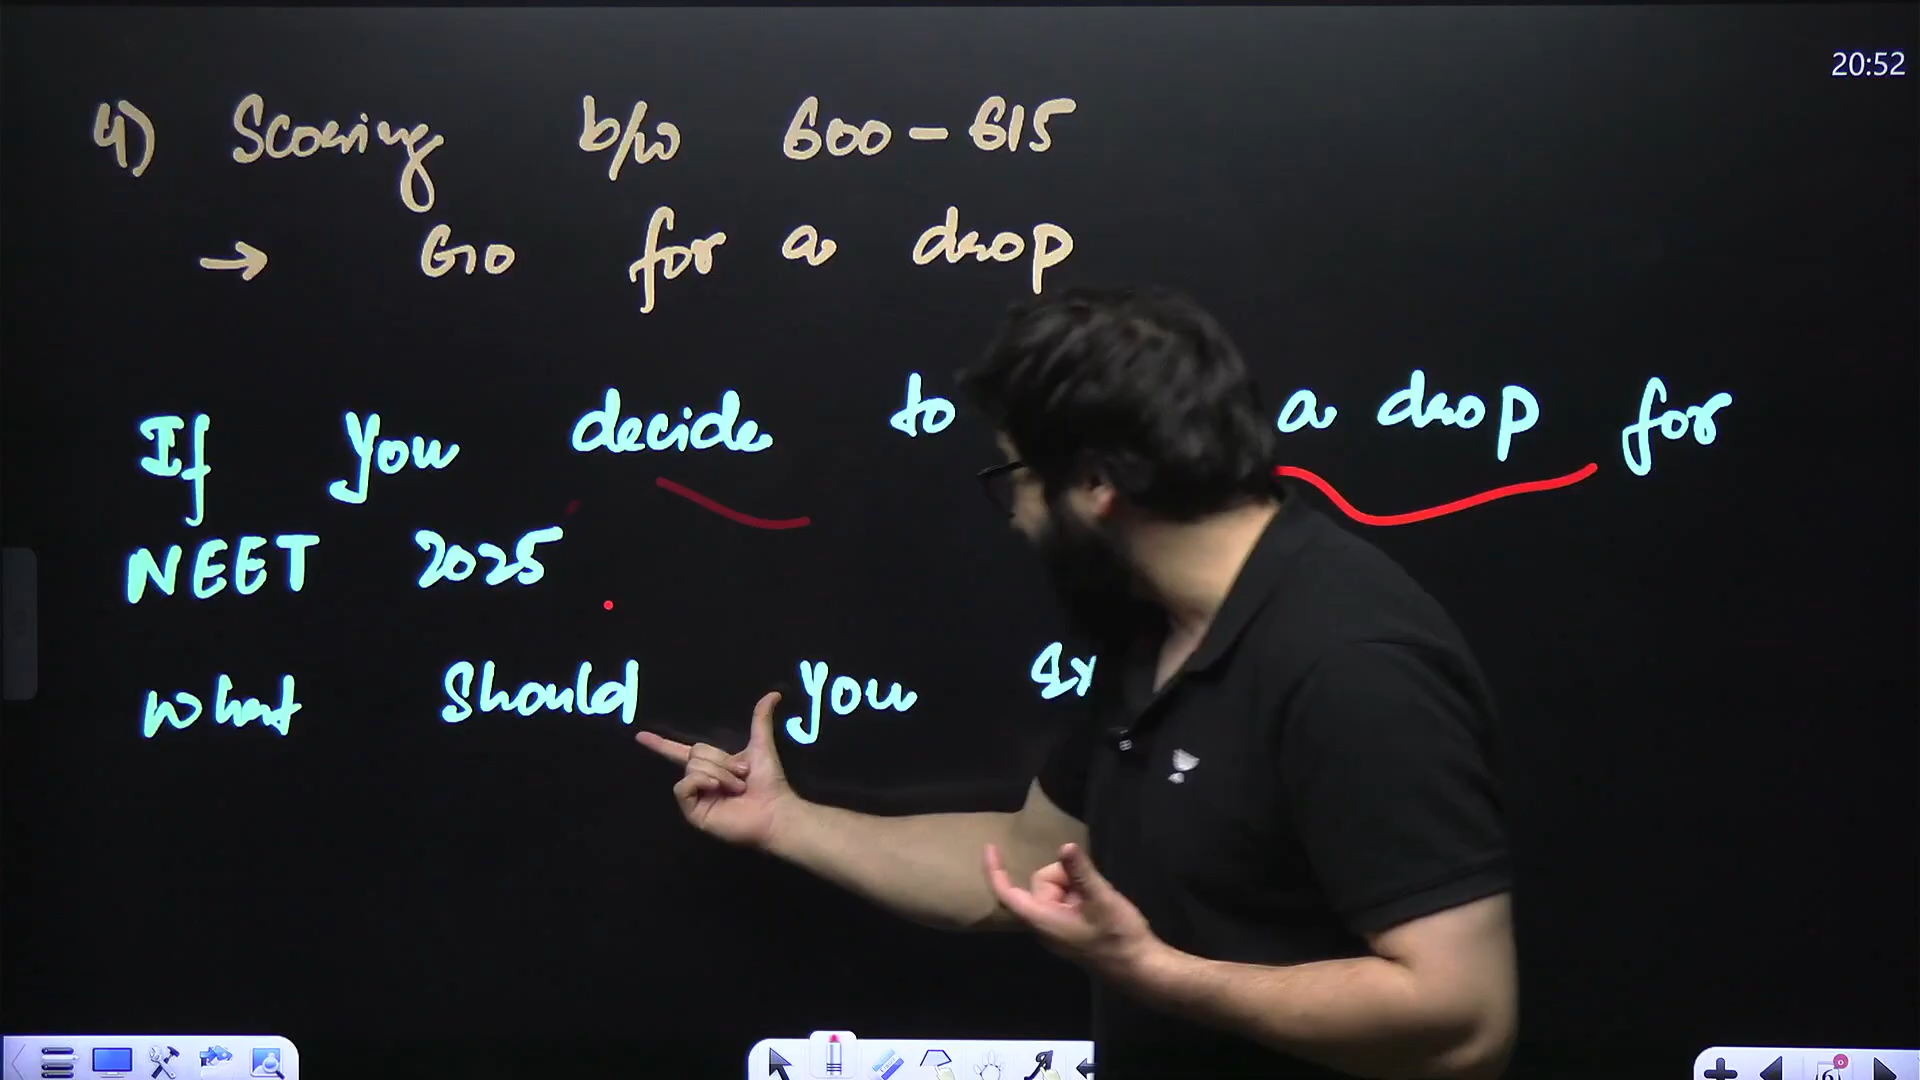 20:52
4) Scoring b/w 600 - 615
→ Go for a drop
If you decide to a drop for
NEET 2025
What should you Ex